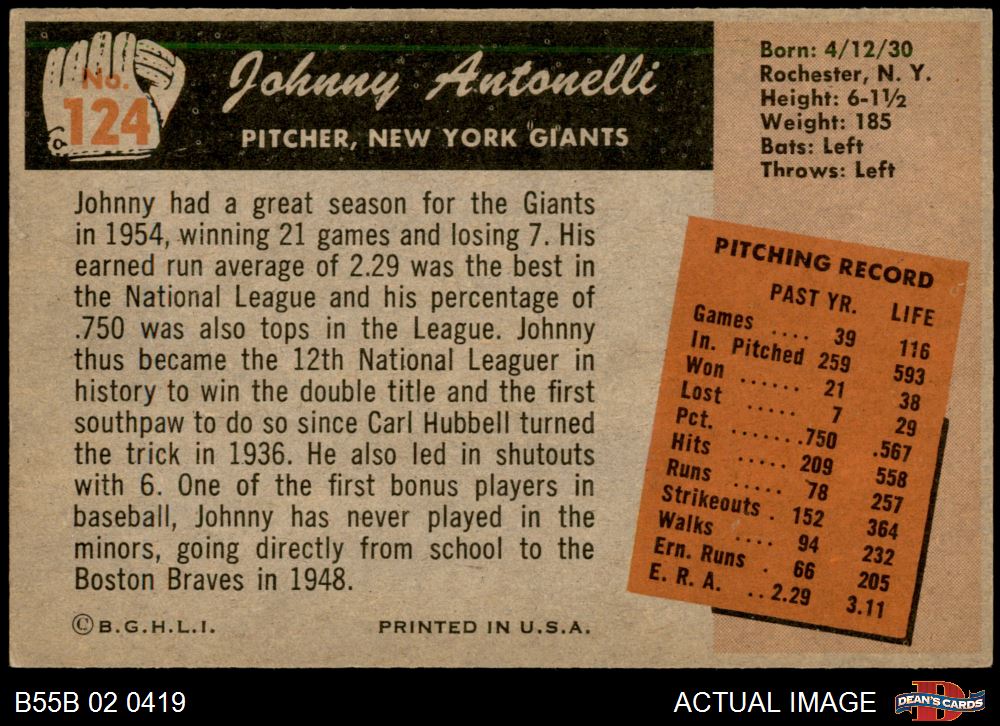 No.
124
Johnny Antonelli
PITCHER, NEW YORK GIANTS
Born: 4/12/30
Rochester, N. Y.
Height: 6-1½
Weight: 185
Bats: Left
Throws: Left
Johnny had a great season for the Giants
in 1954, winning 21 games and losing 7. His
earned run average of 2.29 was the best in
the National League and his percentage of
.750 was also tops in the League. Johnny
thus became the 12th National Leaguer in
history to win the double title and the first
southpaw to do so since Carl Hubbell turned
the trick in 1936. He also led in shutouts
with 6. One of the first bonus players in
baseball, Johnny has never played in the
minors, going directly from school to the
Boston Braves in 1948.
PITCHING RECORD
PAST YR. LIFE
Games .... 39 116
In. Pitched 259 593
Won ...... 21 38
Lost ..... 7 29
Pct. .......750 .567
Hits ..... 209 558
Runs ..... 78 257
Strikeouts . 152 364
Walks .... 94 232
Ern. Runs . 66 205
E. R. A. ..2.29 3.11
© B.G.H.L.I.
PRINTED IN U.S.A.
B55B 02 0419
ACTUAL IMAGE
D
DEAN'S CARDS